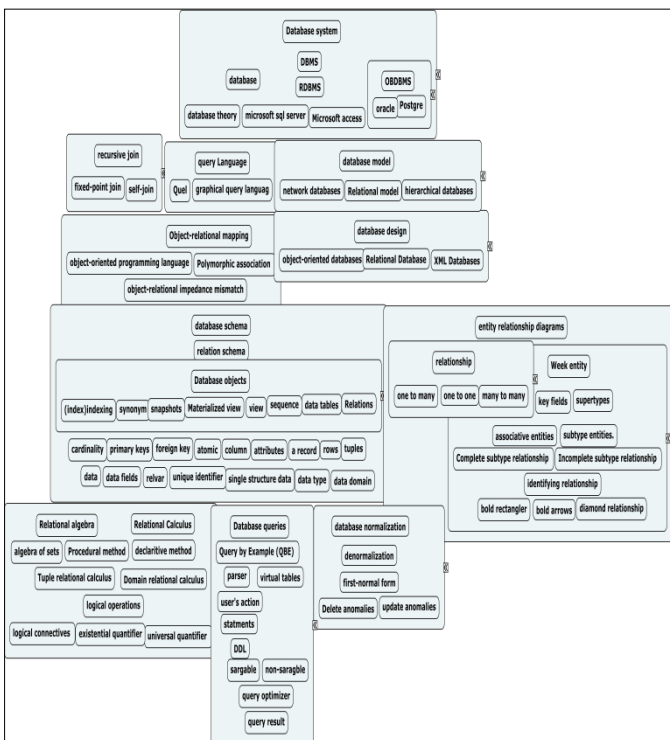 Database system
DBMS
database
RDBMS
OBDBMS
oracle Postgre
database theory microsoft sql server Microsoft access
recursive join
fixed-point join self-join
query Language
Quel graphical query languag
database model
network databases Relational model hierarchical databases
Object-relational mapping
object-oriented programming language Polymorphic association
object-relational impedance mismatch
database design
object-oriented databases Relational Database XML Databases
database schema
relation schema
Database objects
(index)indexing synonym snapshots Materialized view view sequence data tables Relations
cardinality primary keys foreign key atomic column attributes a record rows tuples
data data fields relvar unique identifier single structure data data type data domain
entity relationship diagrams
relationship
one to many one to one many to many
Week entity
key fields supertypes
associative entities subtype entities.
Complete subtype relationship Incomplete subtype relationship
identifying relationship
bold rectangler bold arrows diamond relationship
Relational algebra Relational Calculus
algebra of sets Procedural method declaritive method
Tuple relational calculus Domain relational calculus
logical operations
logical connectives existential quantifier universal quantifier
Database queries
Query by Example (QBE)
parser virtual tables
user's action
statments
DDL
sargable non-saragble
query optimizer
query result
database normalization
denormalization
first-normal form
Delete anomalies update anomalies